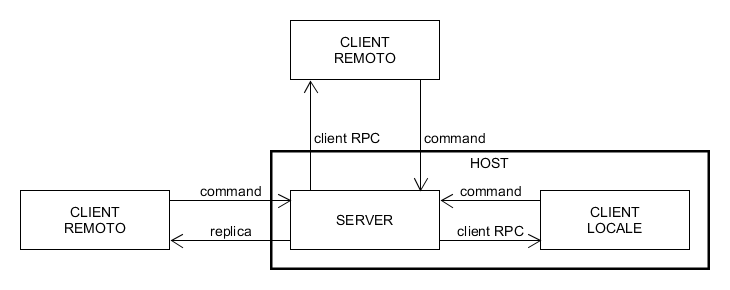 CLIENT
REMOTO
client RPC
command
HOST
command
command
CLIENT
REMOTO
SERVER
CLIENT
LOCALE
replica
client RPC